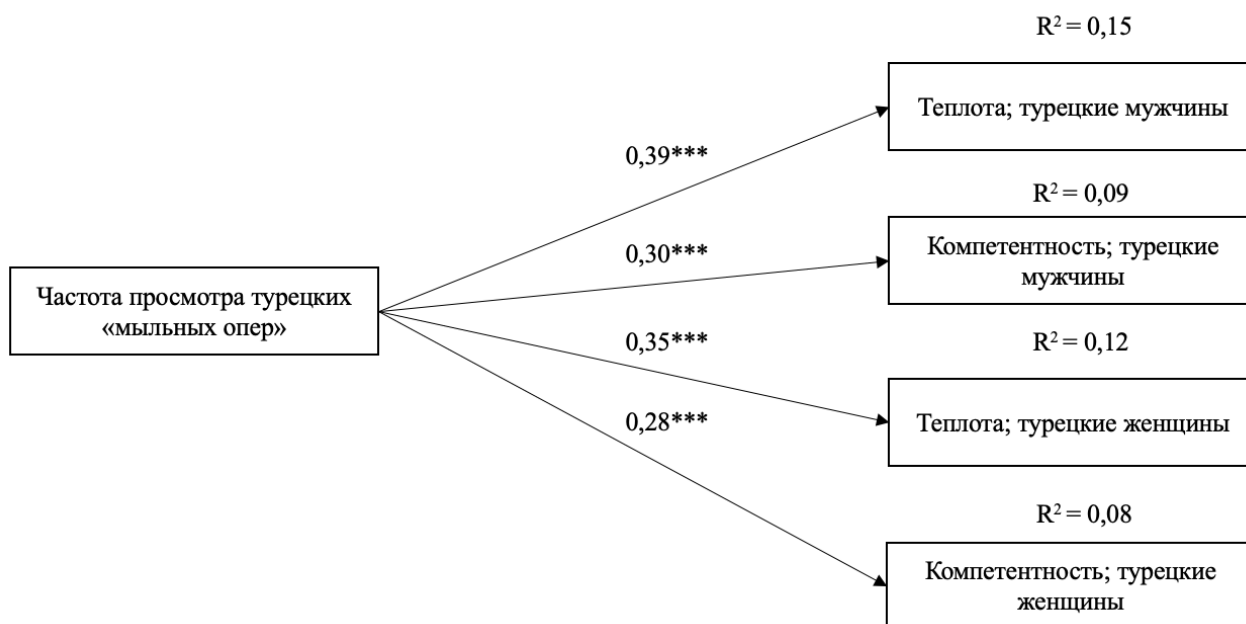 R² = 0,15
Теплота; турецкие мужчины
0,39***
R² = 0,09
0,30***
Компетентность; турецкие
мужчины
Частота просмотра турецких
«мыльных опер»
0,35***
R² = 0,12
Теплота; турецкие женщины
0,28***
R² = 0,08
Компетентность; турецкие
женщины